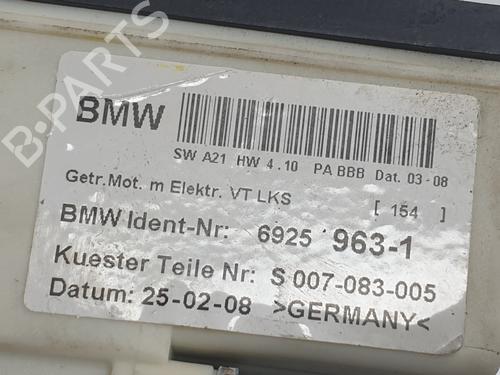 BMW
SW A21 HW 4.10 PA BBB Dat. 03-08
Getr.Mot. m Elektr. VT LKS [ 154 ]
BMW Ident-Nr: 6925 963-1
Kuester Teile Nr: S 007-083-005
Datum: 25-02-08 >GERMANY<
B-PARTS